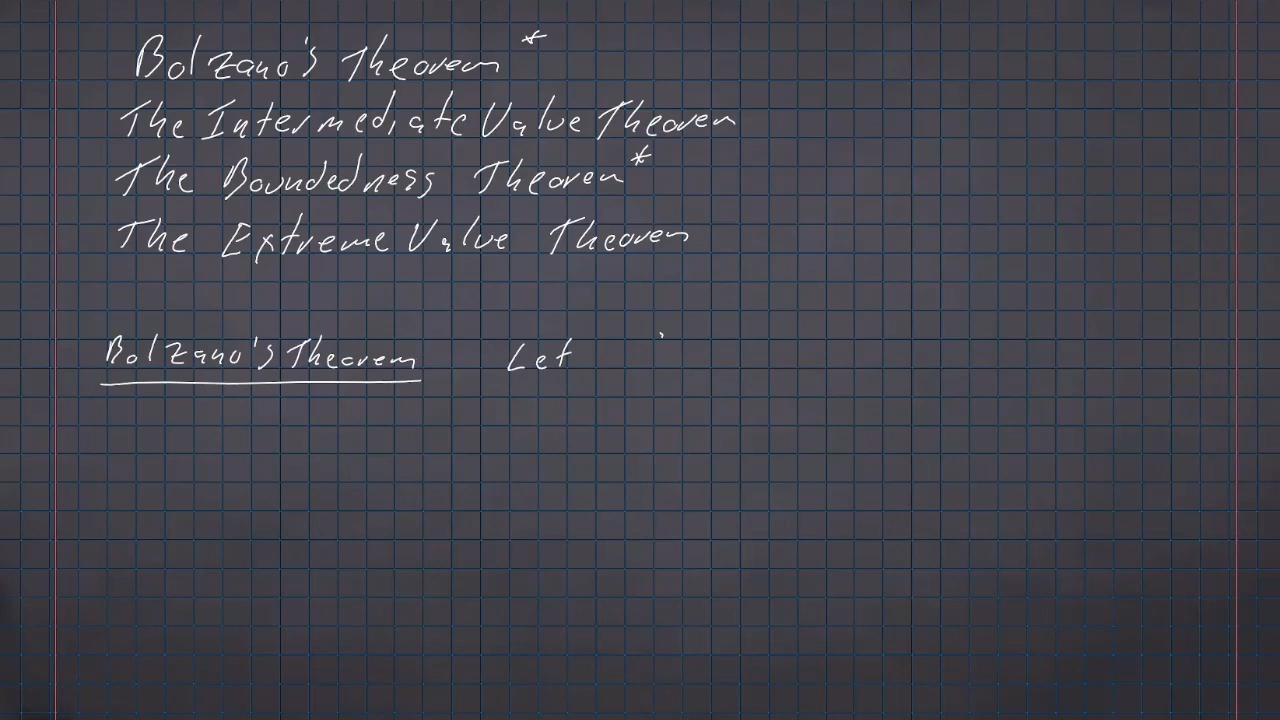 Bolzano's Theorem*
The Intermediate Value Theorem
The Boundedness Theorem*
The Extreme Value Theorem
Bolzano's Theorem Let